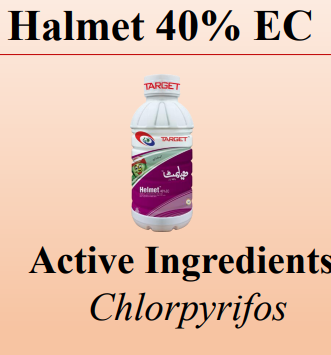 Halmet 40% EC
TARGET
TARGET
Helmet
Active Ingredients
Chlorpyrifos